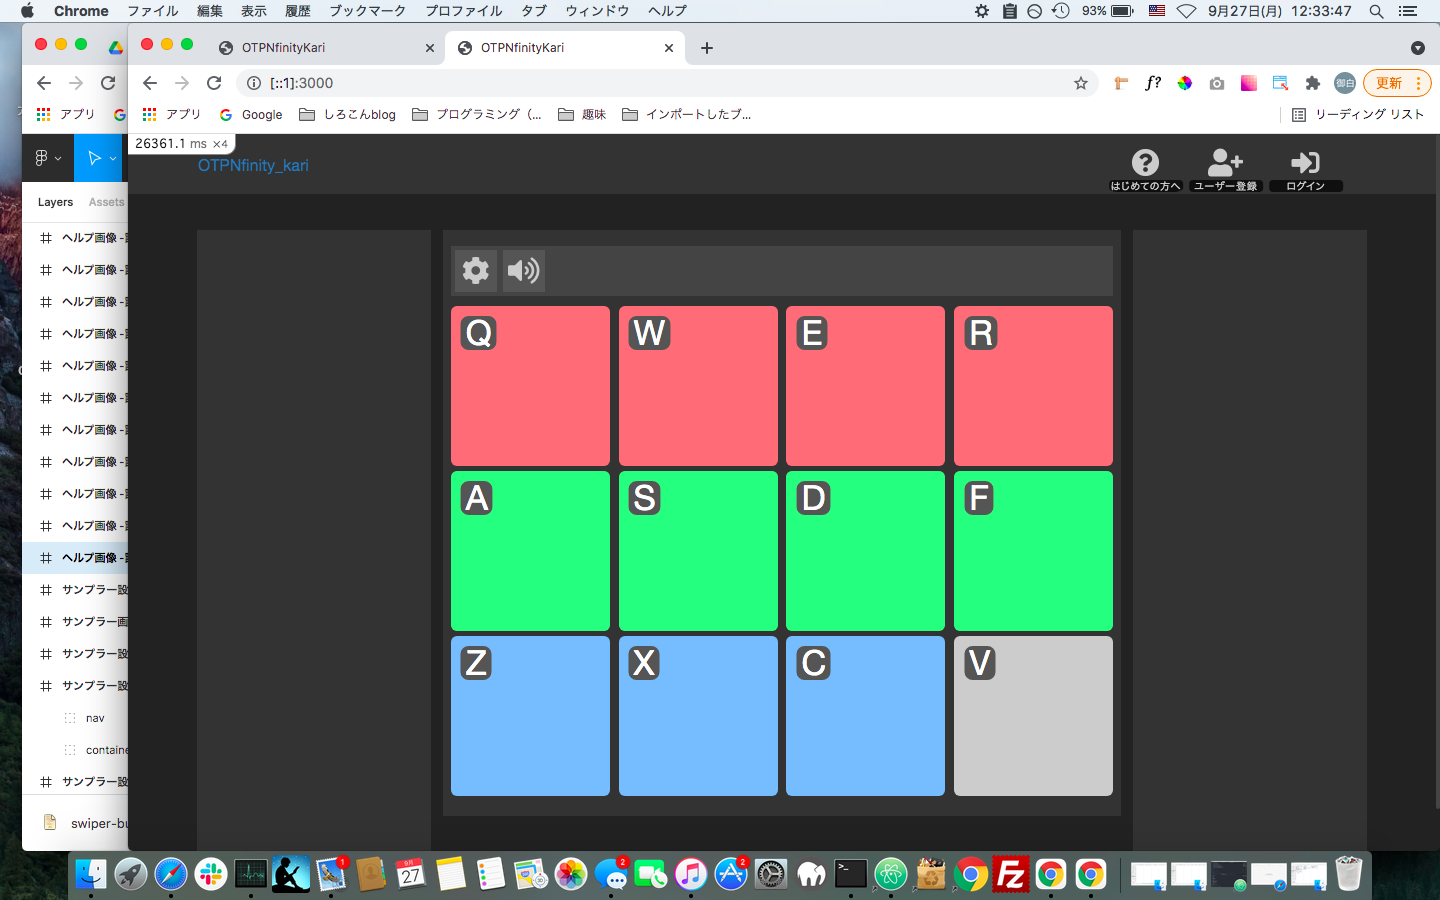 Chrome ファイル 編集 表示 履歴 ブックマーク プロファイル タブ ウィンドウ ヘルプ 93% 9月27日(月) 12:33:47
OTPNfinityKari
OTPNfinityKari
[::1]:3000
f?
御白
更新
アプリ
アプリ
Google
しろこんblog
プログラミング (...
趣味
インポートしたブ...
リーディング リスト
26361.1 ms ×4
OTPNfinity_kari
はじめての方へ
ユーザー登録
ログイン
Layers Assets
ヘルプ画像 -
ヘルプ画像 -
ヘルプ画像 -
ヘルプ画像 -
ヘルプ画像 -
ヘルプ画像 -
ヘルプ画像 -
ヘルプ画像 -
ヘルプ画像 -
ヘルプ画像 -
ヘルプ画像 -
サンプラー設
サンプラー画
サンプラー設
サンプラー設
nav
containe
サンプラー設
swiper-bu
Q W E R
A S D F
Z X C V
1
9月
27
2
2
Fz